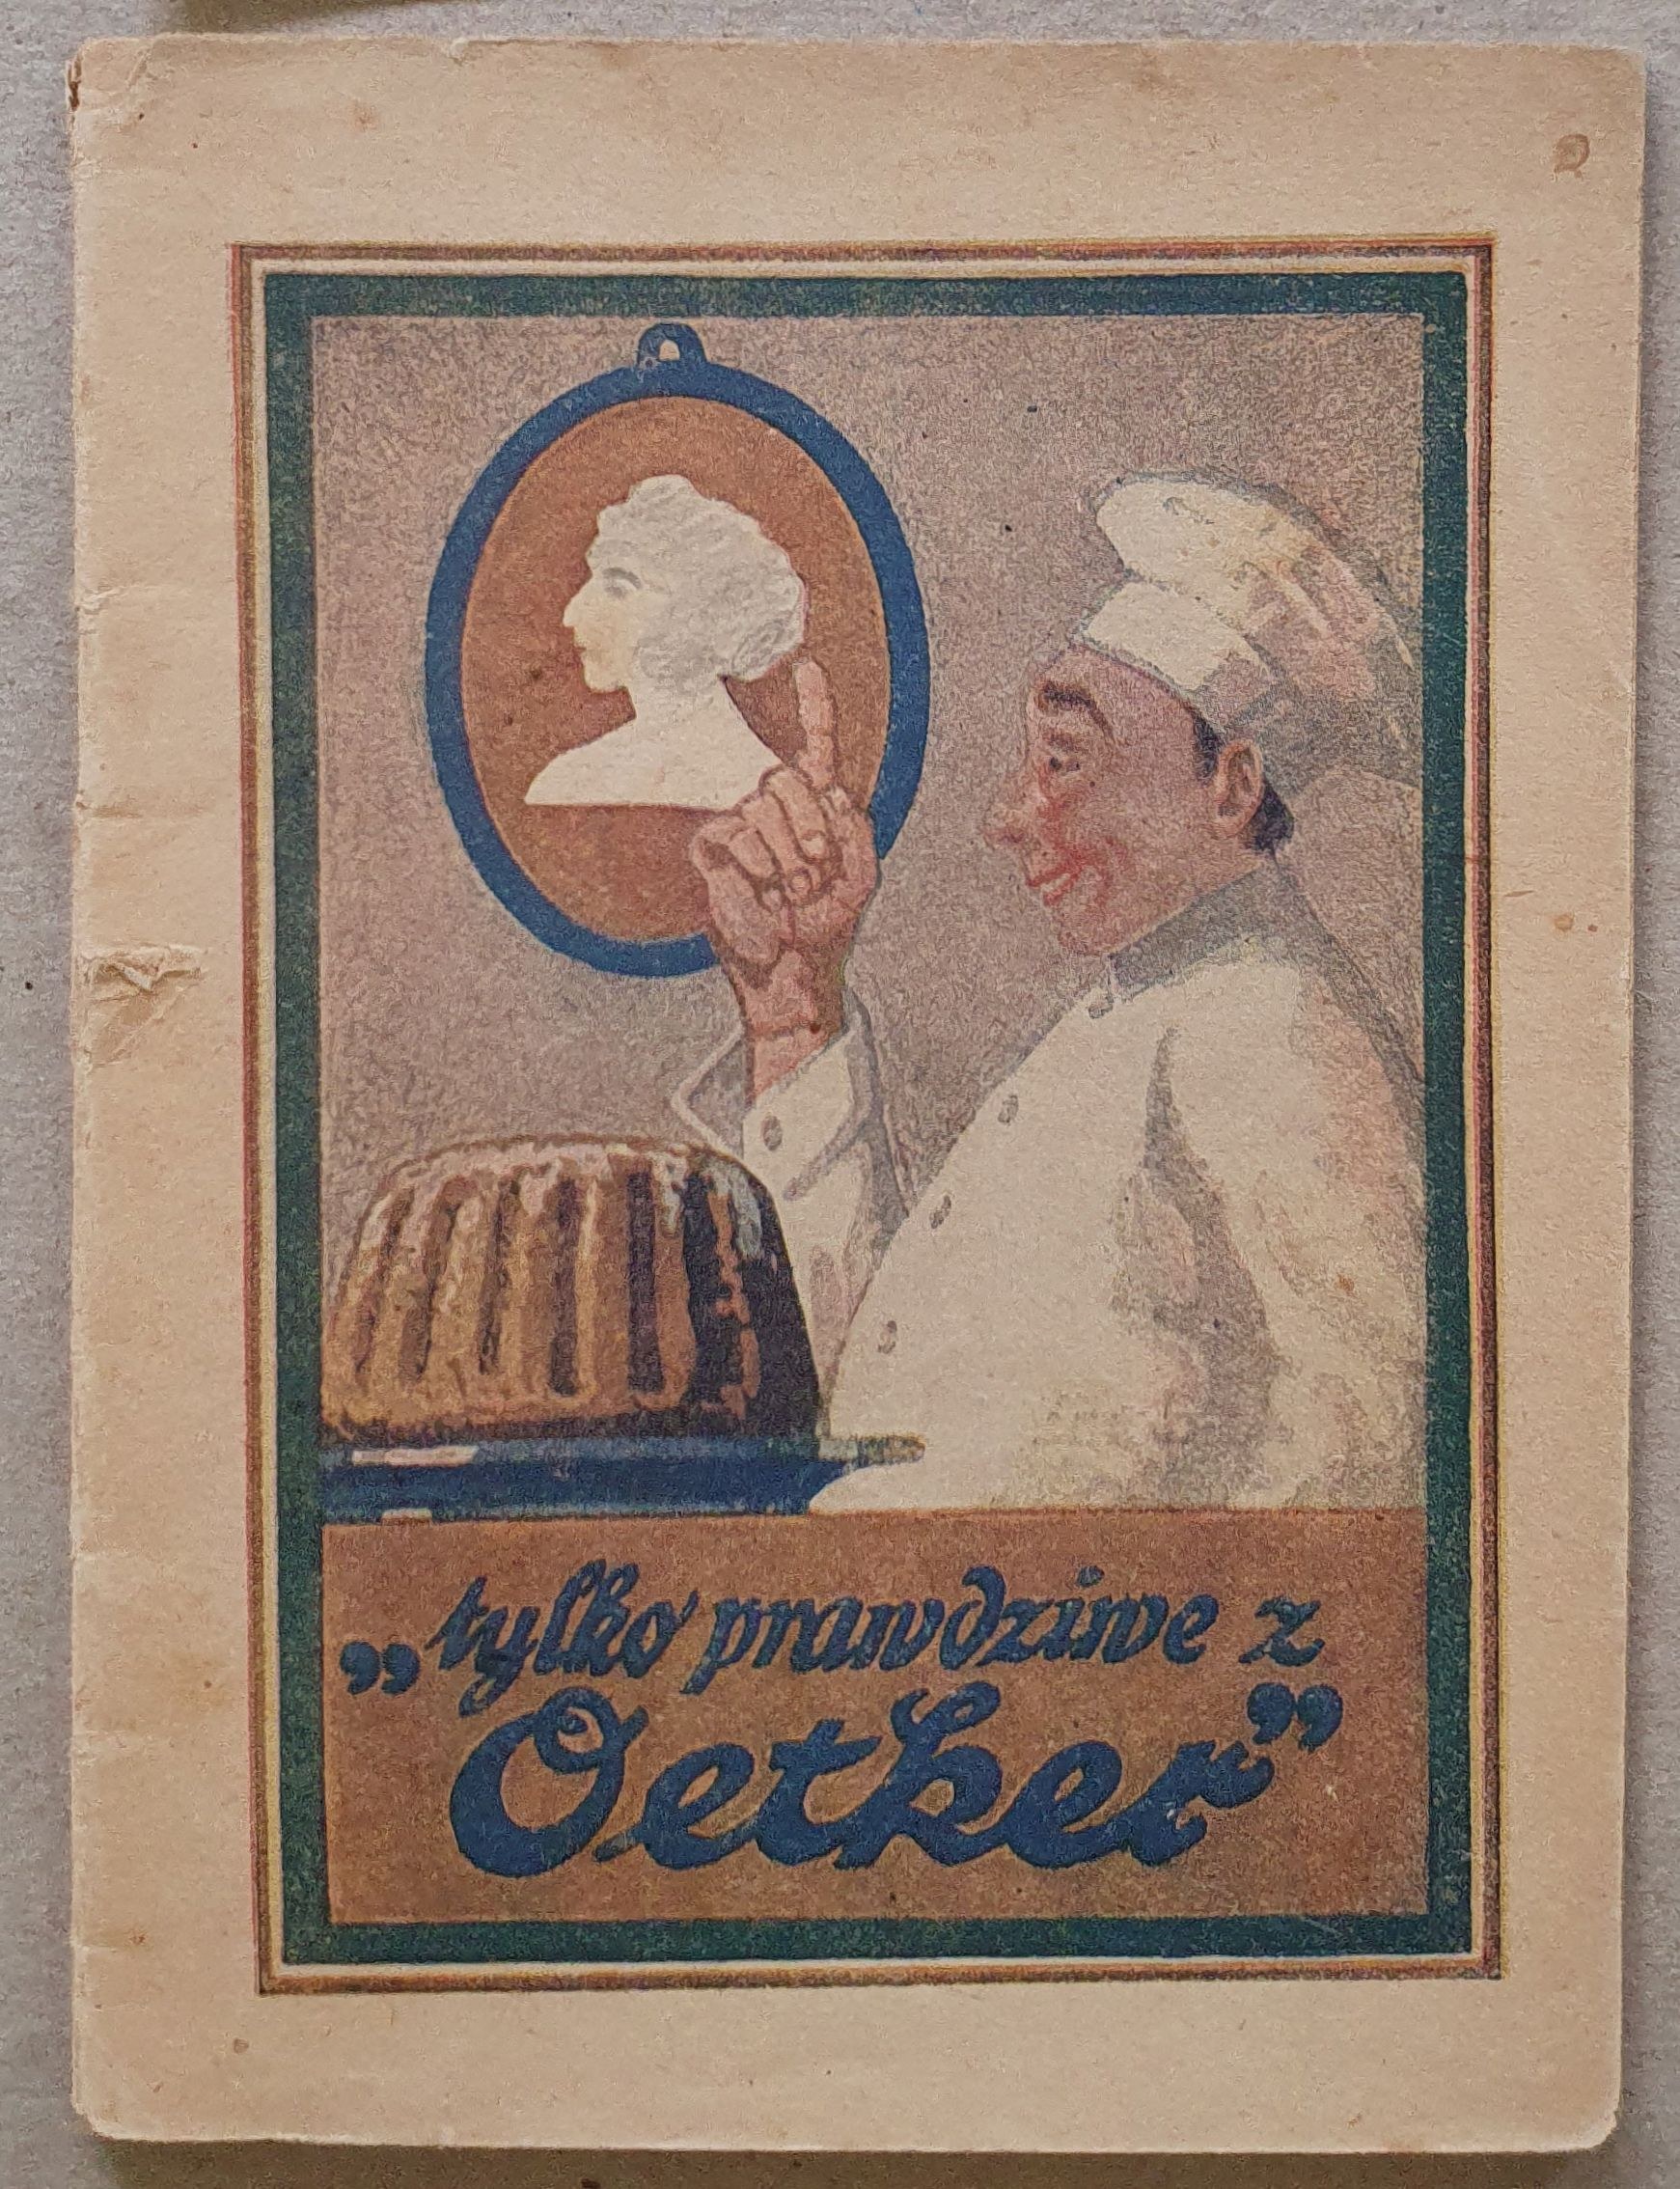 „tylko prawdziwe z
Oetker”